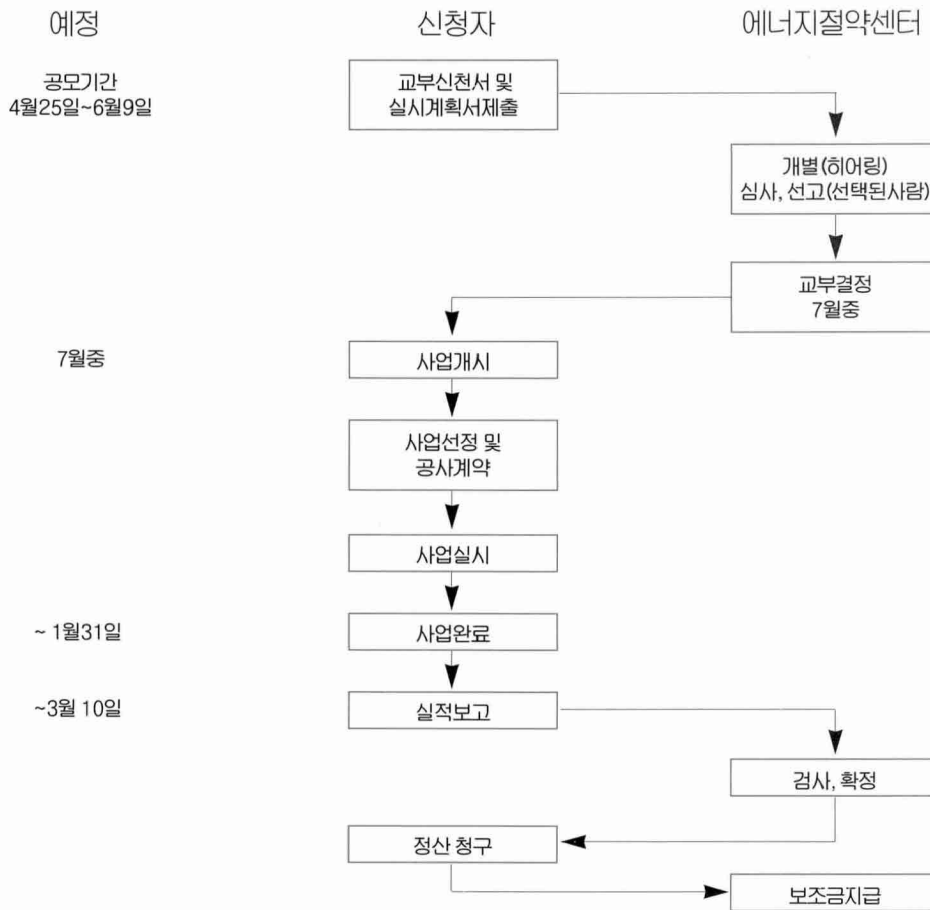 예정 신청자 에너지절약센터
공모기간
4월25일~6월9일
교부신천서 및
실시계획서제출
개별(히어링)
심사, 선고(선택된사람)
교부결정
7월중
7월중
사업개시
사업선정 및
공사계약
사업실시
~ 1월31일
사업완료
~3월 10일
실적보고
검사, 확정
정산 청구
보조금지급